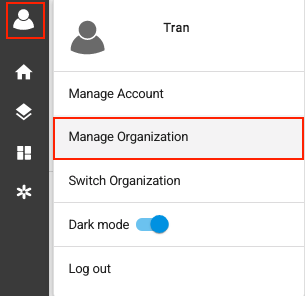 Tran
Manage Account
Manage Organization
Switch Organization
Dark mode
Log out